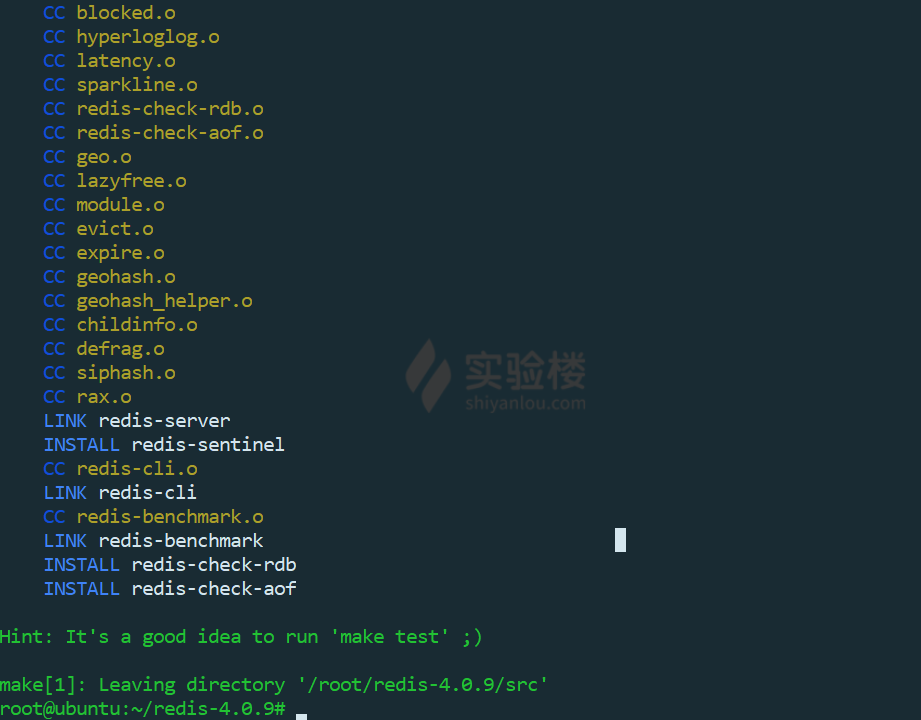 CC blocked.o
CC hyperloglog.o
CC latency.o
CC sparkline.o
CC redis-check-rdb.o
CC redis-check-aof.o
CC geo.o
CC lazyfree.o
CC module.o
CC evict.o
CC expire.o
CC geohash.o
CC geohash_helper.o
CC childinfo.o
CC defrag.o
CC siphash.o
CC rax.o
LINK redis-server
INSTALL redis-sentinel
CC redis-cli.o
LINK redis-cli
CC redis-benchmark.o
LINK redis-benchmark
INSTALL redis-check-rdb
INSTALL redis-check-aof
Hint: It's a good idea to run 'make test' ;)
make[1]: Leaving directory '/root/redis-4.0.9/src'
root@ubuntu:~/redis-4.0.9#
实验楼
shiyanlou.com